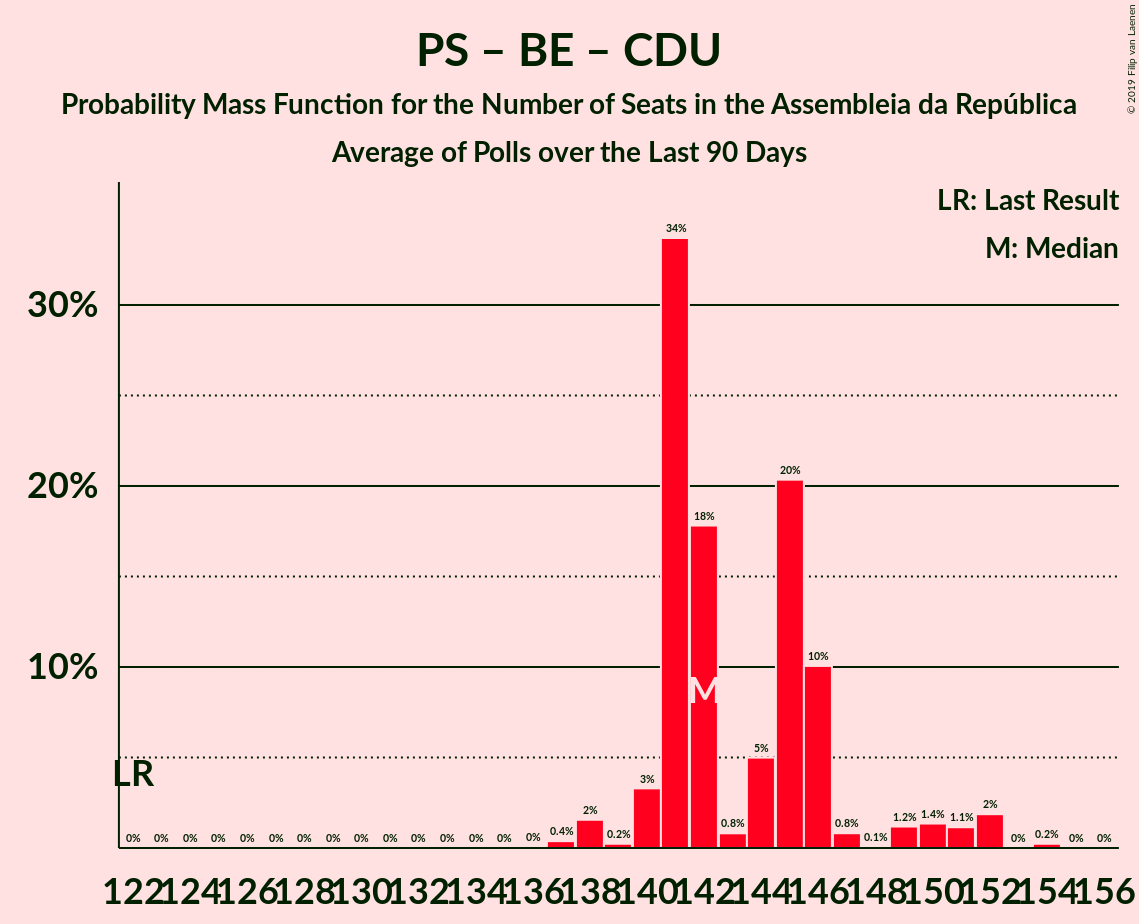 PS – BE – CDU
Probability Mass Function for the Number of Seats in the Assembleia da República
Average of Polls over the Last 90 Days
© 2019 Filip van Laenen
LR: Last Result
M: Median
30%
20%
10%
34%
20%
18%
10%
5%
3%
2%
0.4%
0.2%
0.8%
0.8%
0.1%
1.2%
1.4%
1.1%
2%
0%
0.2%
0%
0%
0% 0% 0% 0% 0% 0% 0% 0% 0% 0% 0% 0% 0% 0% 0%
M
LR
122 124 126 128 130 132 134 136 138 140 142 144 146 148 150 152 154 156